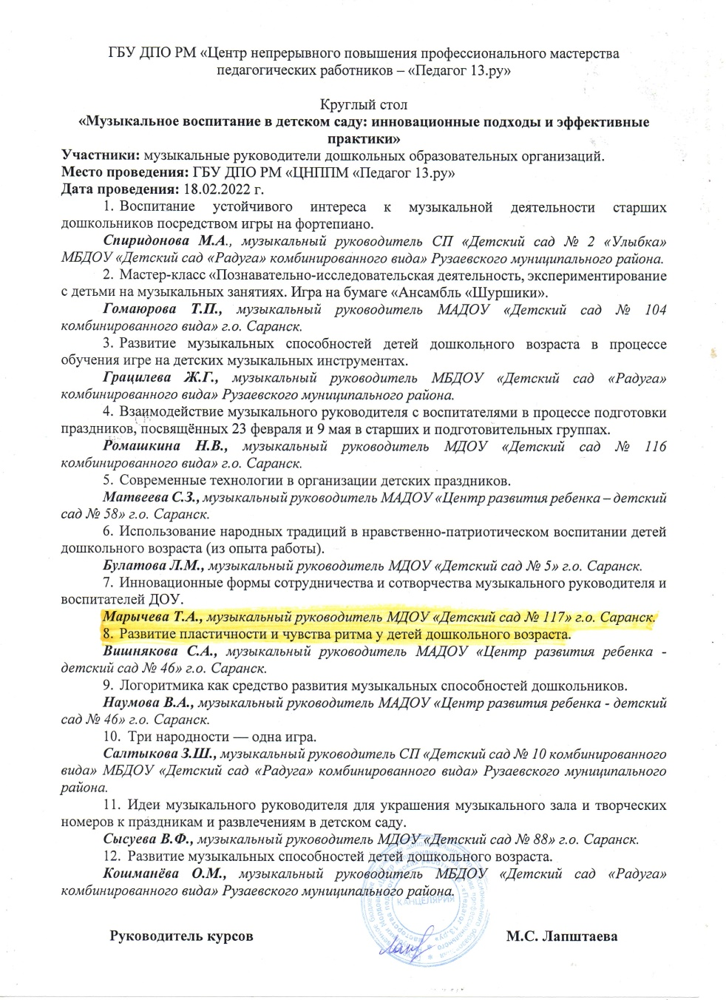 ГБУ ДПО РМ «Центр непрерывного повышения профессионального мастерства
педагогических работников – «Педагог 13.ру»
Круглый стол
«Музыкальное воспитание в детском саду: инновационные подходы и эффективные
практики»
Участники: музыкальные руководители дошкольных образовательных организаций.
Место проведения: ГБУ ДПО РМ «ЦНППМ «Педагог 13.ру»
Дата проведения: 18.02.2022 г.
1. Воспитание устойчивого интереса к музыкальной деятельности старших
дошкольников посредством игры на фортепиано.
Спиридонова М.А., музыкальный руководитель СП «Детский сад № 2 «Улыбка»
МБДОУ «Детский сад «Радуга» комбинированного вида» Рузаевского муниципального района.
2. Мастер-класс «Познавательно-исследовательская деятельность, экспериментирование
с детьми на музыкальных занятиях. Игра на бумаге «Ансамбль «Шуршики».
Гомаюрова Т.П., музыкальный руководитель МАДОУ «Детский сад № 104
комбинированного вида» г.о. Саранск.
3. Развитие музыкальных способностей детей дошкольного возраста в процессе
обучения игре на детских музыкальных инструментах.
Грацилева Ж.Г., музыкальный руководитель МБДОУ «Детский сад «Радуга»
комбинированного вида» Рузаевского муниципального района.
4. Взаимодействие музыкального руководителя с воспитателями в процессе подготовки
праздников, посвящённых 23 февраля и 9 мая в старших и подготовительных группах.
Ромашкина Н.В., музыкальный руководитель МДОУ «Детский сад № 116
комбинированного вида» г.о. Саранск.
5. Современные технологии в организации детских праздников.
Матвеева С.З., музыкальный руководитель МАДОУ «Центр развития ребенка – детский
сад № 58» г.о. Саранск.
6. Использование народных традиций в нравственно-патриотическом воспитании детей
дошкольного возраста (из опыта работы).
Булатова Л.М., музыкальный руководитель МДОУ «Детский сад № 5» г.о. Саранск.
7. Инновационные формы сотрудничества и сотворчества музыкального руководителя и
воспитателей ДОУ.
Марычева Т.А., музыкальный руководитель МДОУ «Детский сад № 117» г.о. Саранск.
8. Развитие пластичности и чувства ритма у детей дошкольного возраста.
Вишнякова С.А., музыкальный руководитель МАДОУ «Центр развития ребенка -
детский сад № 46» г.о. Саранск.
9. Логоритмика как средство развития музыкальных способностей дошкольников.
Наумова В.А., музыкальный руководитель МАДОУ «Центр развития ребенка - детский
сад № 46» г.о. Саранск.
10. Три народности — одна игра.
Салтыкова З.Ш., музыкальный руководитель СП «Детский сад № 10 комбинированного
вида» МБДОУ «Детский сад «Радуга» комбинированного вида» Рузаевского муниципального
района.
11. Идеи музыкального руководителя для украшения музыкального зала и творческих
номеров к праздникам и развлечениям в детском саду.
Сысуева В.Ф., музыкальный руководитель МДОУ «Детский сад № 88» г.о. Саранск.
12. Развитие музыкальных способностей детей дошкольного возраста.
Кошманёва О.М., музыкальный руководитель МБДОУ «Детский сад «Радуга»
комбинированного вида» Рузаевского муниципального района.
КАНЦЕЛЯРИЯ
Руководитель курсов М.С. Лапштаева